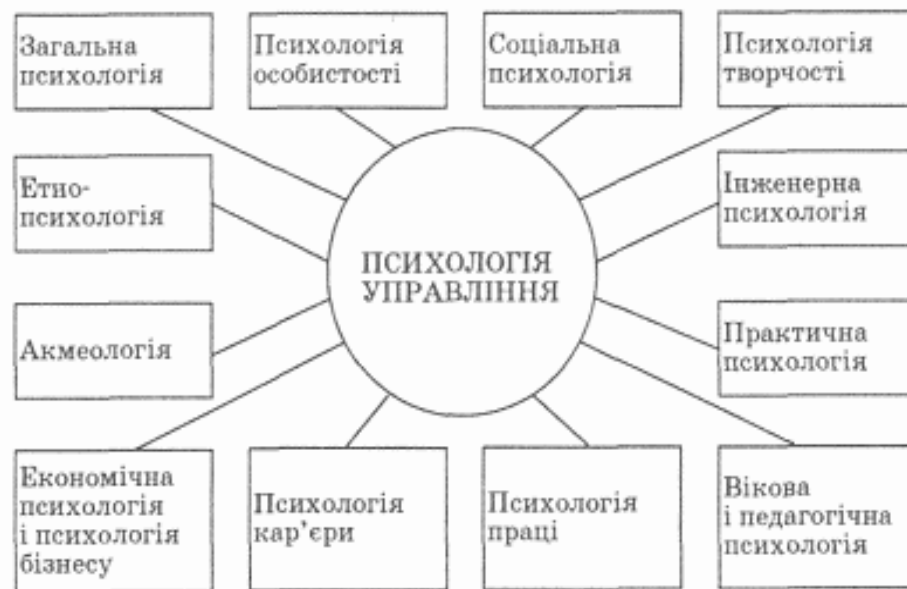 Загальна
психологія
Психологія
особистості
Соціальна
психологія
Психологія
творчості
Етно-
психологія
Інженерна
психологія
ПСИХОЛОГІЯ
УПРАВЛІННЯ
Акмеологія
Практична
психологія
Економічна
психологія
і психологія
бізнесу
Психологія
кар’єри
Психологія
праці
Вікова
і педагогічна
психологія